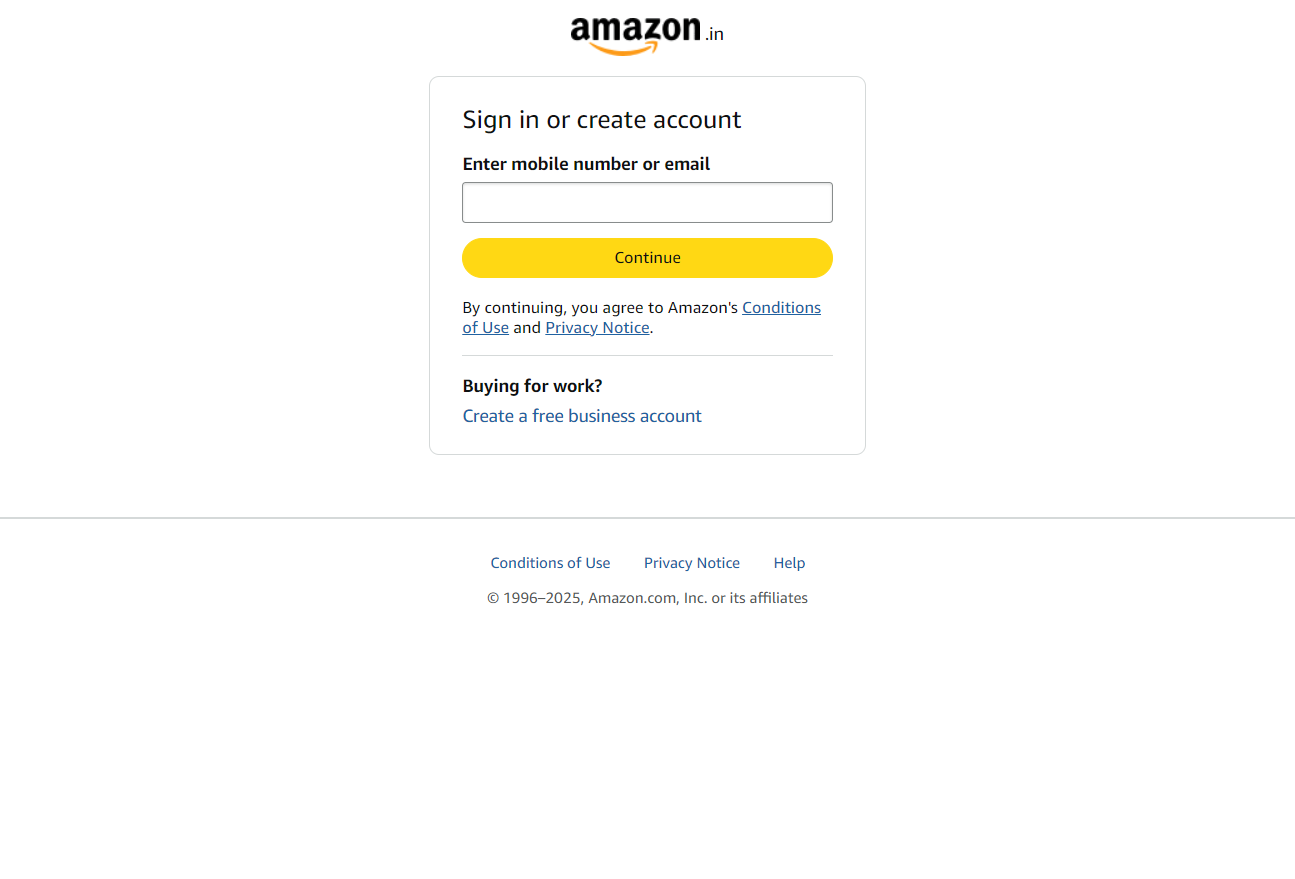 amazon.in
Sign in or create account
Enter mobile number or email
Continue
By continuing, you agree to Amazon's Conditions
of Use and Privacy Notice.
Buying for work?
Create a free business account
Conditions of Use Privacy Notice Help
© 1996–2025, Amazon.com, Inc. or its affiliates